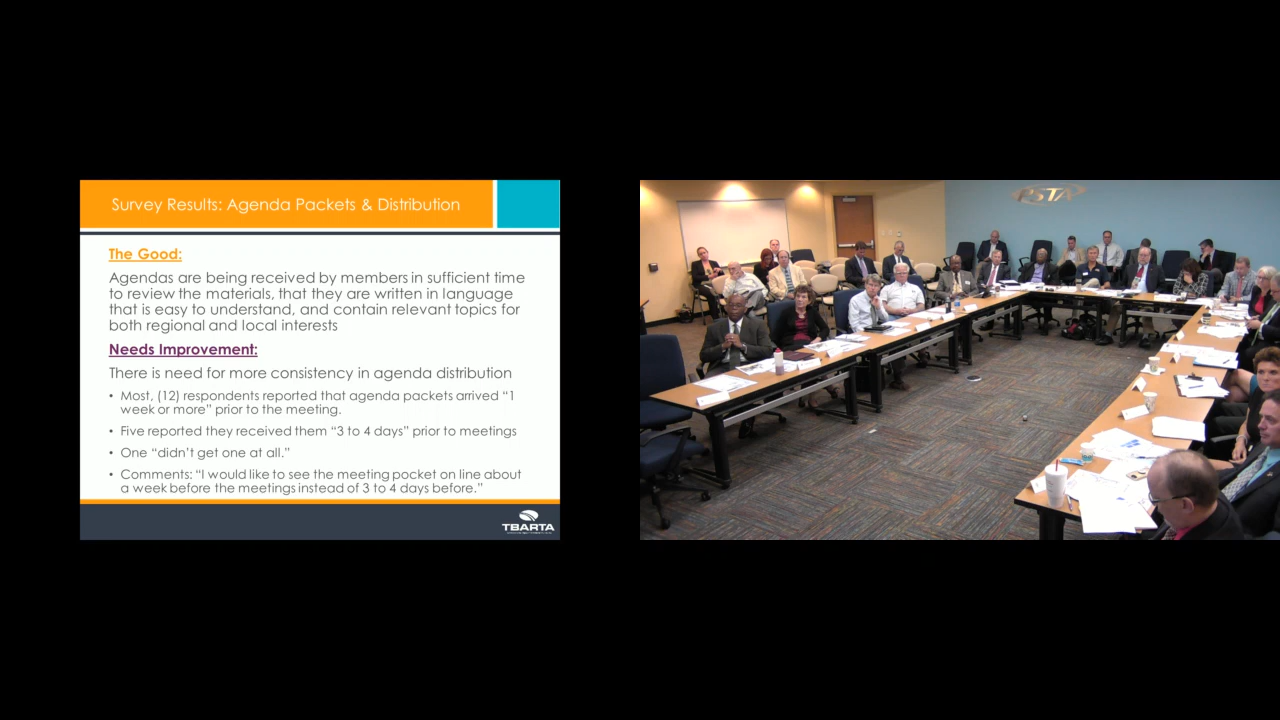 Survey Results: Agenda Packets & Distribution
The Good:
Agendas are being received by members in sufficient time
to review the materials, that they are written in language
that is easy to understand, and contain relevant topics for
both regional and local interests
Needs Improvement:
There is need for more consistency in agenda distribution
• Most, (12) respondents reported that agenda packets arrived “1
week or more” prior to the meeting.
• Five reported they received them “3 to 4 days” prior to meetings
• One “didn’t get one at all.”
• Comments: “I would like to see the meeting pocket on line about
a week before the meetings instead of 3 to 4 days before.”
TBARTA
PSTA